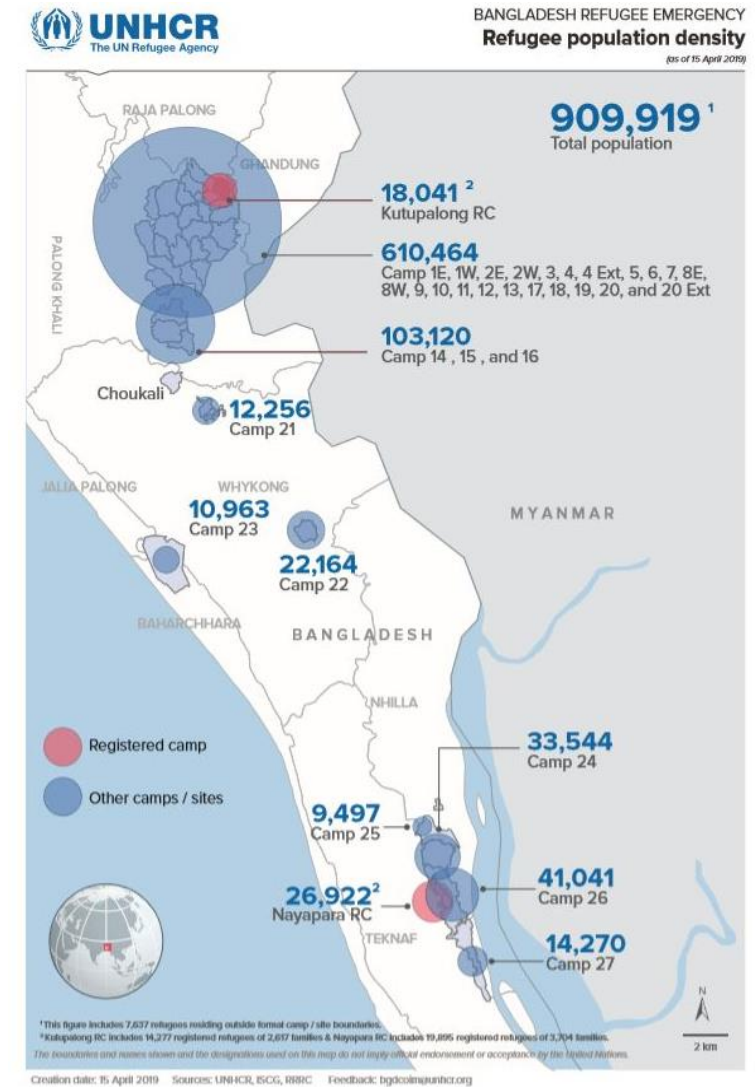 UNHCR
The UN Refugee Agency
BANGLADESH REFUGEE EMERGENCY
Refugee population density
(as of 15 April 2019)
RAJA PALONG
909,919 1
Total population
GHANDUNG
18,041 2
Kutupalong RC
PALONG KHALI
610,464
Camp 1E, 1W, 2E, 2W, 3, 4, 4 Ext, 5, 6, 7, 8E,
8W, 9, 10, 11, 12, 13, 17, 18, 19, 20, and 20 Ext
103,120
Camp 14 , 15 , and 16
Choukali
12,256
Camp 21
JALIA PALONG
WHYKONG
10,963
Camp 23
MYANMAR
22,164
Camp 22
BAHARCHHARA
BANGLADESH
NHILLA
Registered camp
Other camps / sites
33,544
Camp 24
9,497
Camp 25
41,041
Camp 26
26,922 2
Nayapara RC
TEKNAF
14,270
Camp 27
N
2 km
1 This figure includes 7,637 refugees residing outside formal camp / site boundaries.
2 Kutupalong RC includes 14,277 registered refugees of 2,617 families & Nayapara RC includes 19,895 registered refugees of 3,704 families.
The boundaries and names shown and the designations used on this map do not imply official endorsement or acceptance by the United Nations.
Creation date: 15 April 2019 Sources: UNHCR, ISCG, RRRC Feedback: bgdcoim@unhcr.org